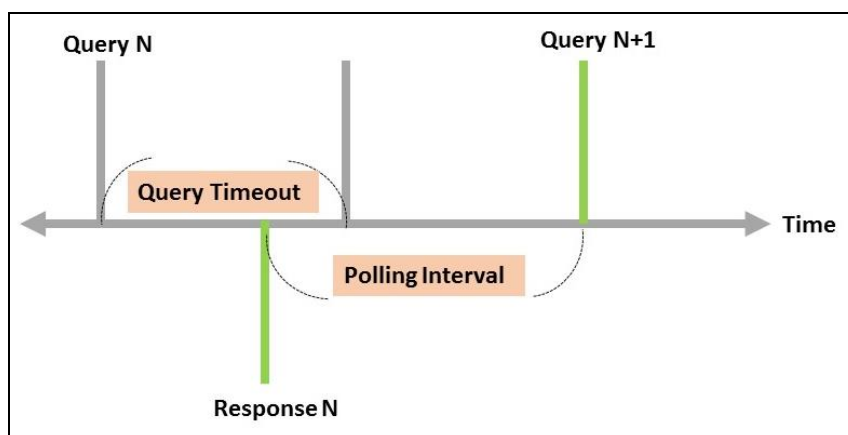 Query N
Query N+1
Query Timeout
Time
Polling Interval
Response N